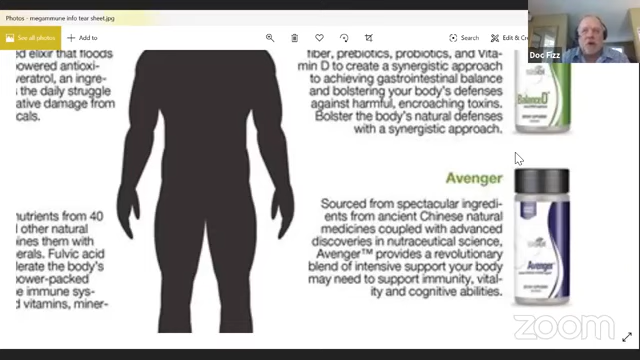 Photos - megammune info tear sheet.jpg
See all photos
Add to
Search
Edit & Cre
Doc Fizz
ed elixir that floods
owered antioxi-
veratrol, an ingre-
s the daily struggle
ative damage from
cals.
fiber, prebiotics, probiotics, and Vita-
min D to create a synergistic approach
to achieving gastrointestinal balance
and bolstering your body's defenses
against harmful, encroaching toxins.
Bolster the body's natural defenses
with a synergistic approach.
BalanceD
Avenger
nutrients from 40
l other natural
ines them with
erals. Fulvic acid
lerate the body's
ower-packed
e immune sys-
d vitamins, miner-
Sourced from spectacular ingredi-
ents from ancient Chinese natural
medicines coupled with advanced
discoveries in nutraceutical science,
Avenger™ provides a revolutionary
blend of intensive support your body
may need to support immunity, vital-
ity and cognitive abilities.
Avenger
zoom